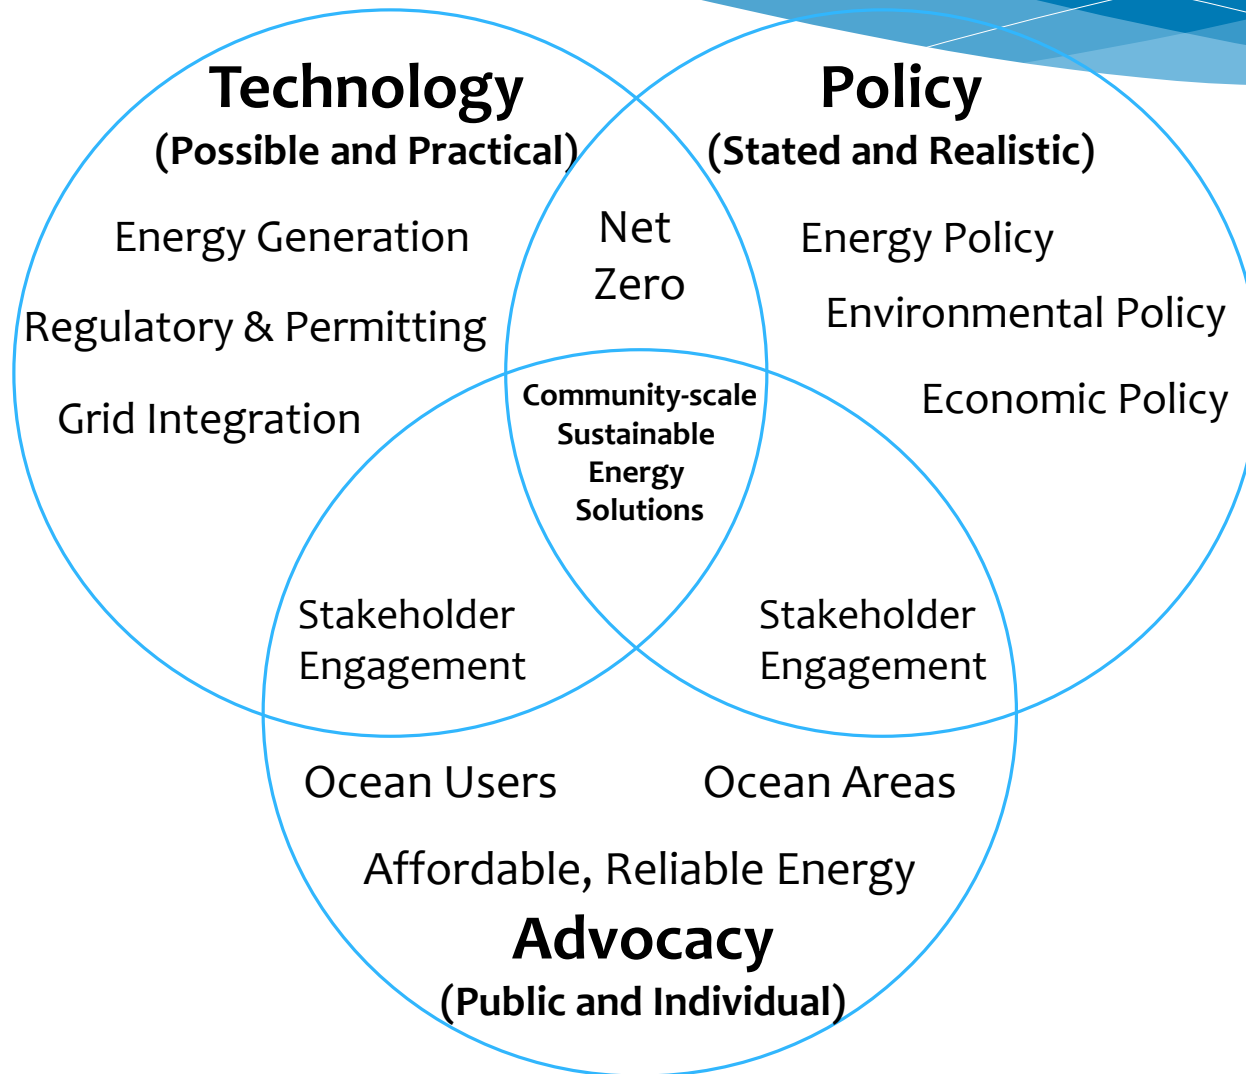 Technology
(Possible and Practical)
Energy Generation
Regulatory & Permitting
Grid Integration
Policy
(Stated and Realistic)
Energy Policy
Environmental Policy
Economic Policy
Net
Zero
Community-scale
Sustainable
Energy
Solutions
Stakeholder
Engagement
Stakeholder
Engagement
Ocean Users
Ocean Areas
Affordable, Reliable Energy
Advocacy
(Public and Individual)